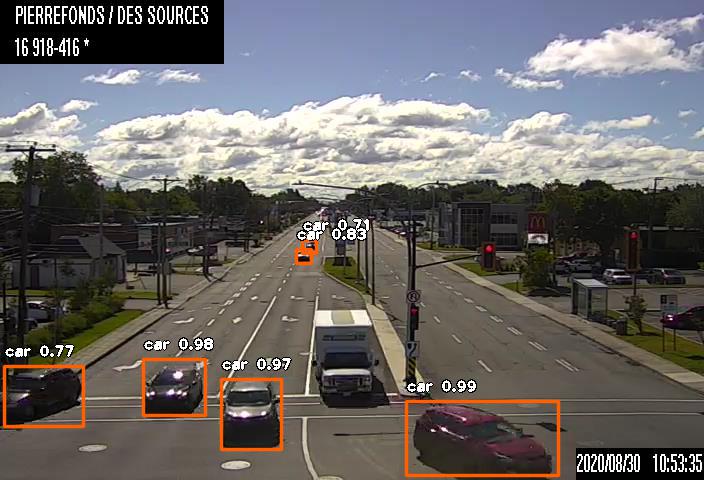 PIERREFONDS / DES SOURCES
16 918-416 *
car 0.71
car 0.83
car 0.77
car 0.98
car 0.97
car 0.99
2020/08/30 10:53:35